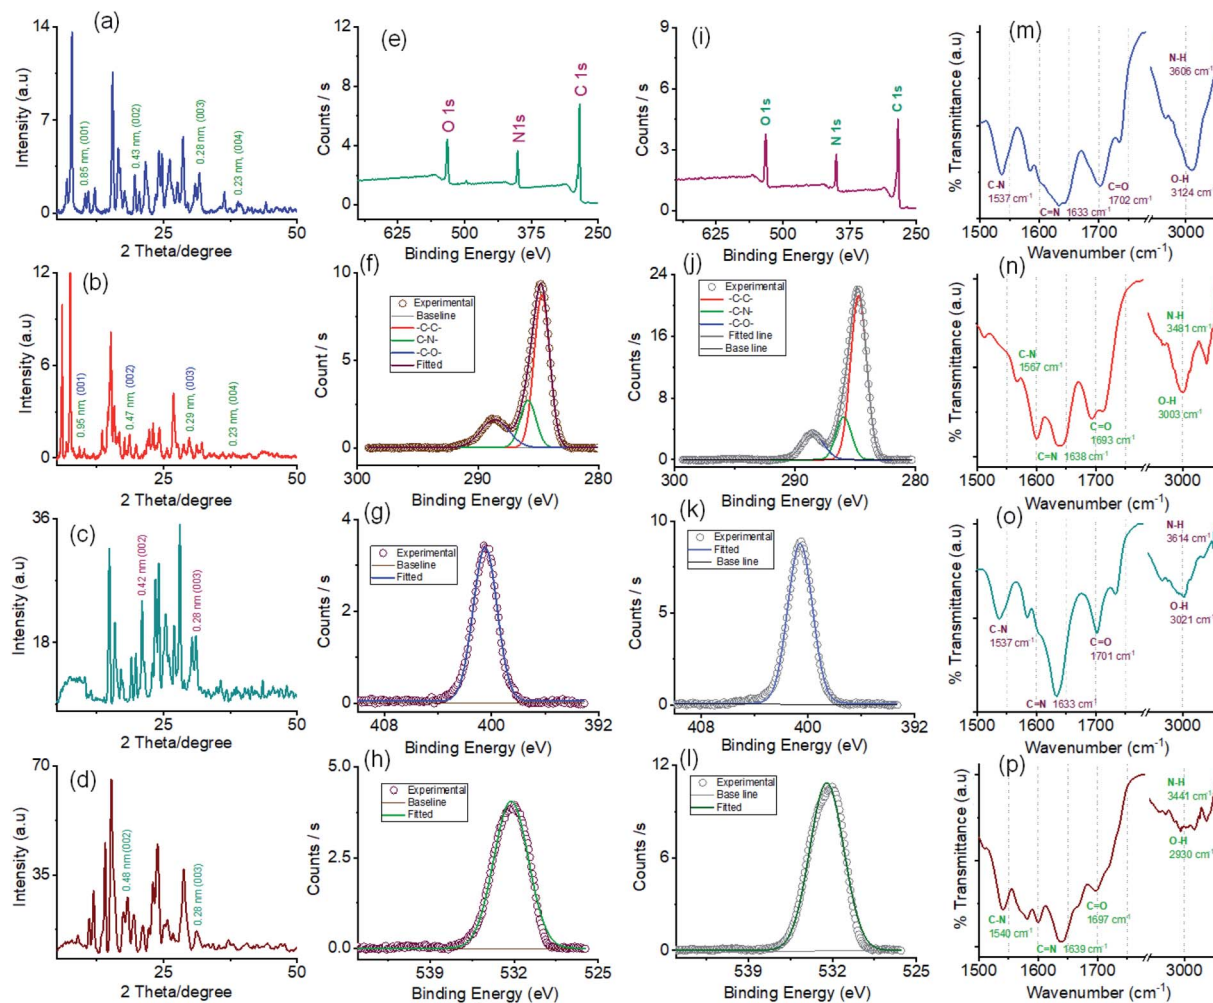 (a)
Intensity (a.u)
14
7
0
25
50
0.85 nm, (001)
0.43 nm, (002)
0.28 nm, (003)
0.23 nm, (004)
2 Theta/degree
(e)
Counts / s
12
9
6
3
0
O 1s
N1s
C 1s
625
500
375
250
Binding Energy (eV)
(i)
Counts / s
9
6
3
0
O 1s
N 1s
C 1s
625
500
375
250
Binding Energy (eV)
(m)
% Transmittance (a.u)
N-H
3606 cm-1
C-N
1537 cm-1
C=N 1633 cm-1
C=O
1702 cm-1
O-H
3124 cm-1
1500
1600
1700
3000
Wavenumber (cm-1)
(b)
Intensity (a.u)
12
6
0
0.95 nm, (001)
0.47 nm, (002)
0.29 nm, (003)
0.23 nm, (004)
25
50
2 Theta/degree
(f)
Count / s
10
5
0
Experimental
Baseline
-C-C-
C-N-
-C-O-
Fitted
300
290
280
Binding Energy (eV)
(j)
Counts /s
24
18
12
6
0
Experimental
-C-C-
-C-N-
-C-O-
Fitted line
Base line
300
290
280
Binding Energy (eV)
(n)
% Transmittance (a.u)
N-H
3481 cm-1
C-N
1567 cm-1
O-H
3003 cm-1
C=O
1693 cm-1
C=N 1638 cm-1
1500
1600
1700
3000
Wavenumber (cm-1)
(c)
Intensity (a.u)
36
18
0.42 nm (002)
0.28 nm (003)
25
50
2 Theta/degree
(g)
Counts / s
4
2
0
Experimental
Baseline
Fitted
408
400
392
Binding Energy (eV)
(k)
Counts /s
10
5
0
Experimental
Fitted
Base line
408
400
392
Binding Energy (eV)
(o)
% Transmittance (a.u)
N-H
3614 cm-1
O-H
3021 cm-1
C-N
1537 cm-1
C=O
1701 cm-1
C=N 1633 cm-1
1500
1600
1700
3000
Wavenumber (cm-1)
(d)
Intensity (a.u)
70
35
0.48 nm (002)
0.28 nm (003)
25
50
2 Theta/degree
(h)
Counts / s
5.0
2.5
0.0
Experimental
Baseline
Fitted
539
532
525
Binding Energy (eV)
(l)
Counts /s
12
6
0
Experimental
Base line
Fitted
539
532
525
Binding Energy (eV)
(p)
% Transmittance (a.u)
N-H
3441 cm-1
O-H
2930 cm-1
C=O
1697 cm-1
C-N
1540 cm-1
C=N 1639 cm-1
1500
1600
1700
3000
Wavenumber (cm-1)